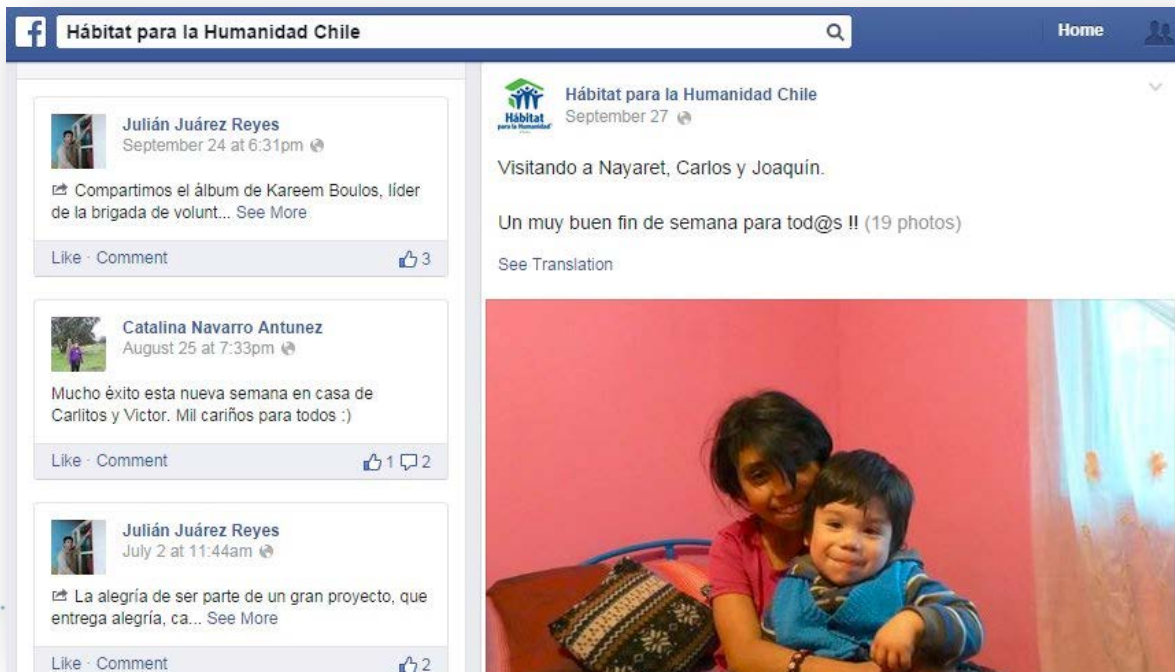 f
Hábitat para la Humanidad Chile
Home
Julián Juárez Reyes
September 24 at 6:31pm
Compartimos el álbum de Kareem Boulos, líder
de la brigada de volunt... See More
Like · Comment
3
Catalina Navarro Antunez
August 25 at 7:33pm
Mucho éxito esta nueva semana en casa de
Carlitos y Victor. Mil cariños para todos :)
Like · Comment
1 2
Julián Juárez Reyes
July 2 at 11:44am
La alegría de ser parte de un gran proyecto, que
entrega alegría, ca... See More
Like · Comment
2
Hábitat
para la Humanidad
Hábitat para la Humanidad Chile
September 27
Visitando a Nayaret, Carlos y Joaquín.
Un muy buen fin de semana para tod@s !! (19 photos)
See Translation